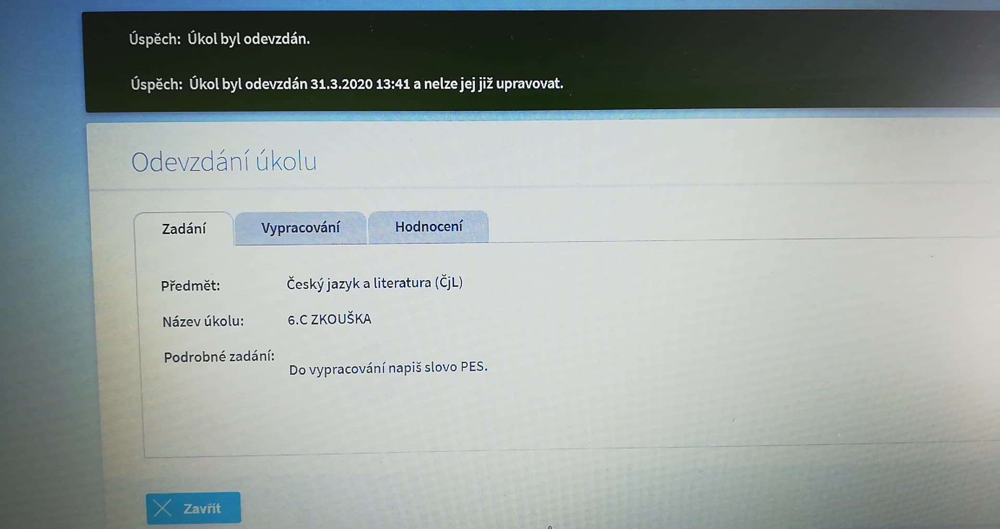 Úspěch: Úkol byl odevzdán.
Úspěch: Úkol byl odevzdán 31.3.2020 13:41 a nelze jej již upravovat.
Odevzdání úkolu
Zadání Vypracování Hodnocení
Předmět: Český jazyk a literatura (ČjL)
Název úkolu: 6.C ZKOUŠKA
Podrobné zadání:
Do vypracování napiš slovo PES.
Zavřít